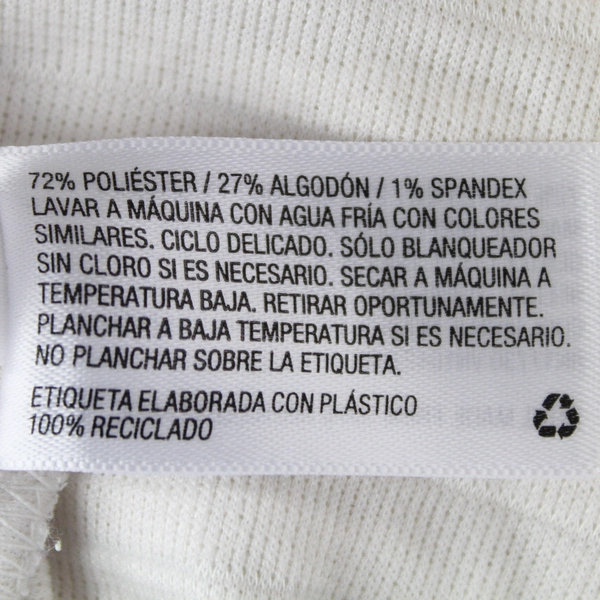 72% POLIÉSTER / 27% ALGODÓN / 1% SPANDEX
LAVAR A MÁQUINA CON AGUA FRÍA CON COLORES
SIMILARES. CICLO DELICADO. SÓLO BLANQUEADOR
SIN CLORO SI ES NECESARIO. SECAR A MÁQUINA A
TEMPERATURA BAJA. RETIRAR OPORTUNAMENTE.
PLANCHAR A BAJA TEMPERATURA SI ES NECESARIO.
NO PLANCHAR SOBRE LA ETIQUETA.
ETIQUETA ELABORADA CON PLÁSTICO
100% RECICLADO